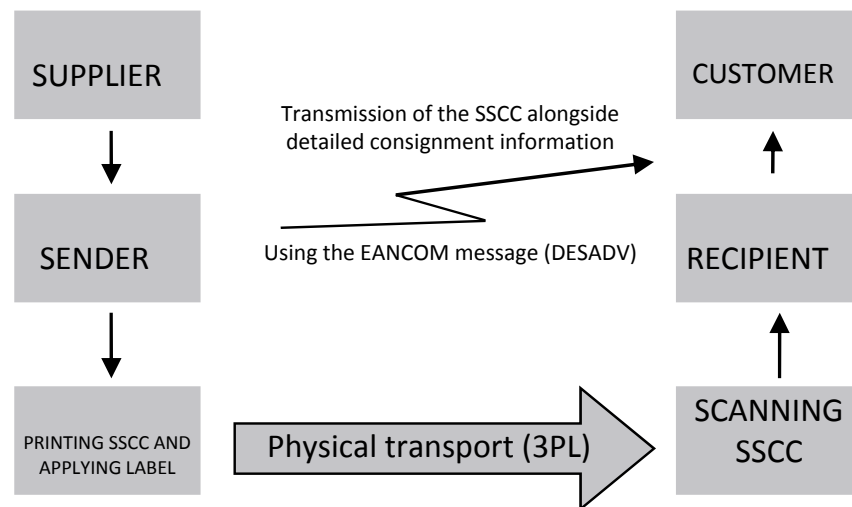 SUPPLIER
CUSTOMER
Transmission of the SSCC alongside
detailed consignment information
SENDER
Using the EANCOM message (DESADV)
RECIPIENT
PRINTING SSCC AND
APPLYING LABEL
Physical transport (3PL)
SCANNING
SSCC